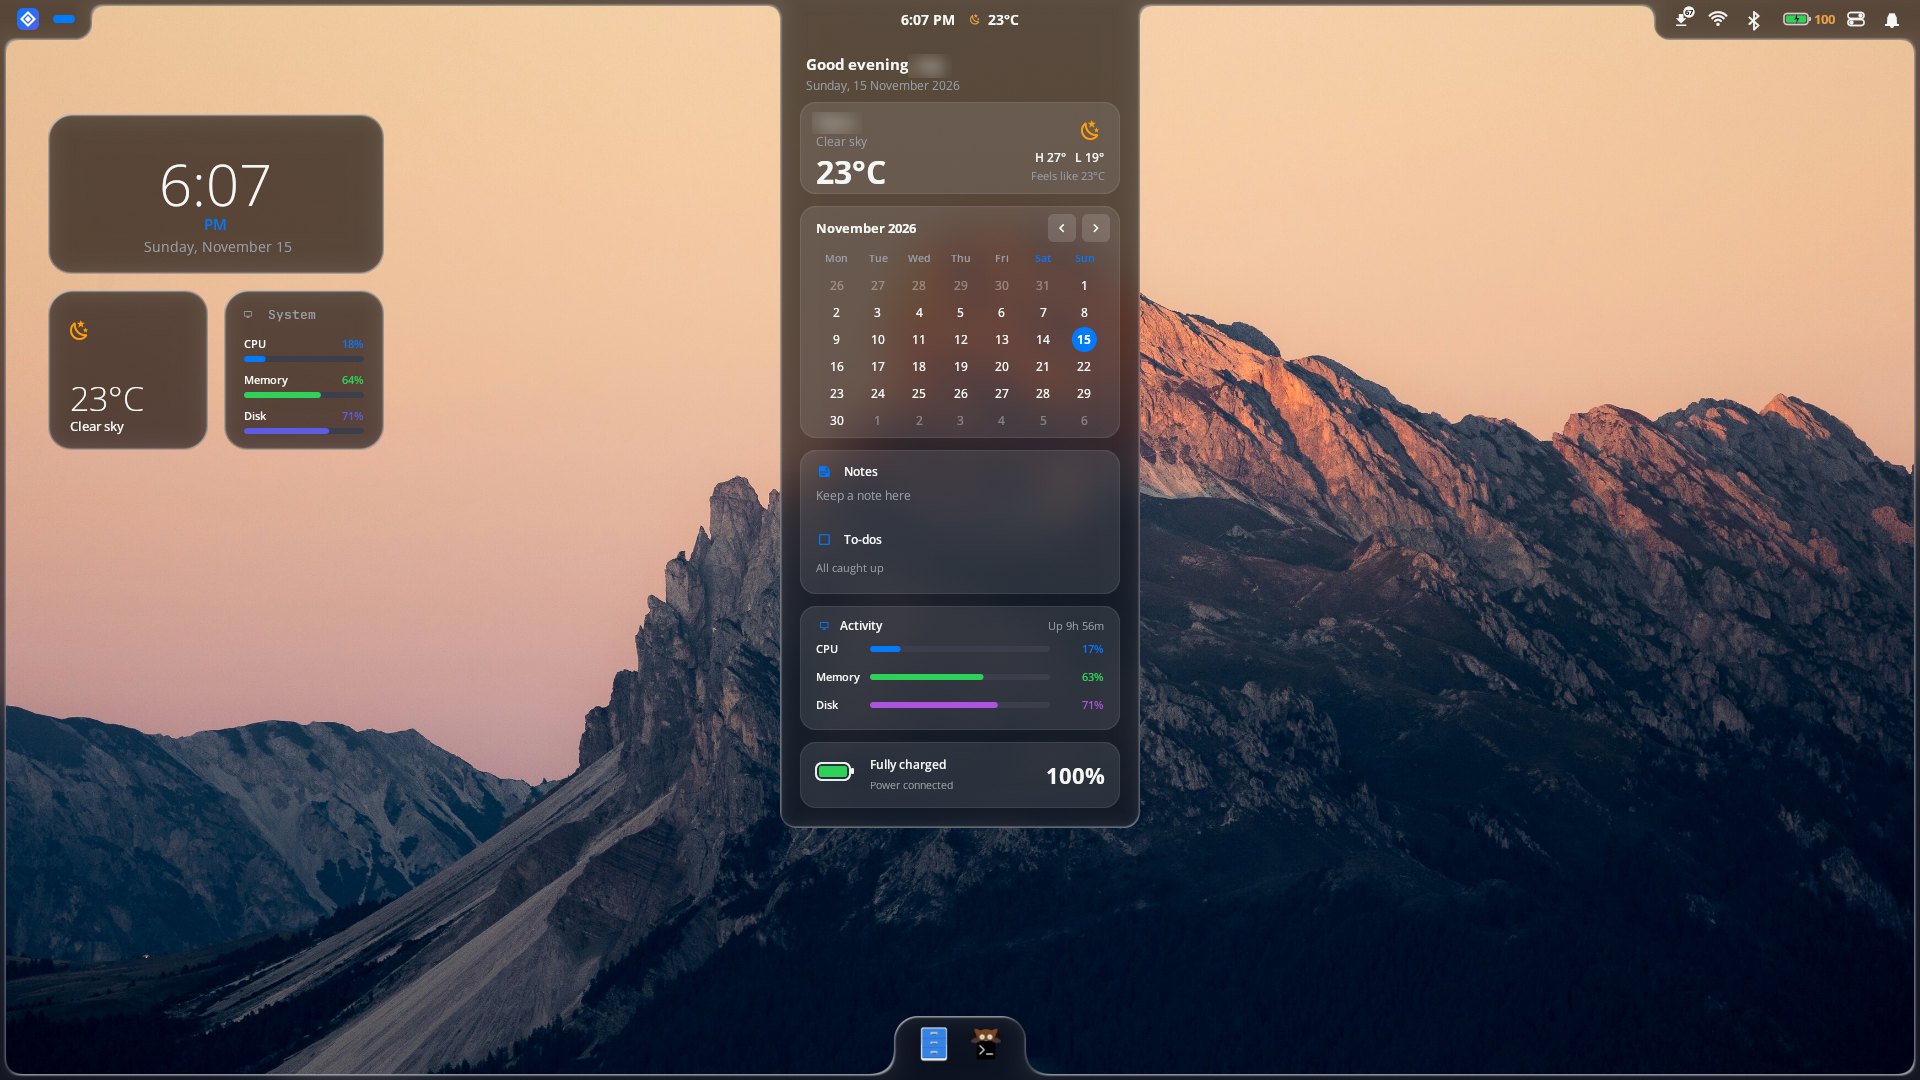 6:07 PM 23°C
67
100
Good evening
Sunday, 15 November 2026
Clear sky
23°C
H 27° L 19°
Feels like 23°C
6:07
PM
Sunday, November 15
23°C
Clear sky
System
CPU 18%
Memory 64%
Disk 71%
November 2026
Mon Tue Wed Thu Fri Sat Sun
26 27 28 29 30 31 1
2 3 4 5 6 7 8
9 10 11 12 13 14 15
16 17 18 19 20 21 22
23 24 25 26 27 28 29
30 1 2 3 4 5 6
Notes
Keep a note here
To-dos
All caught up
Activity Up 9h 56m
CPU 17%
Memory 63%
Disk 71%
Fully charged
Power connected
100%